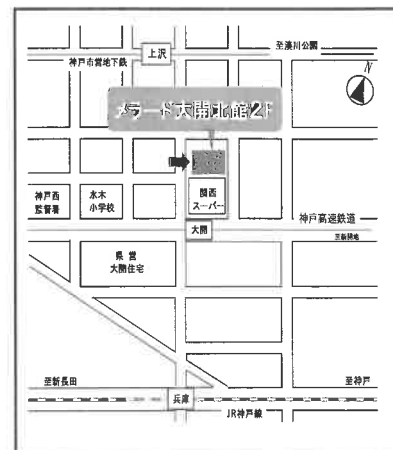 至湊川公園
上沢
神戸市営地下鉄
N
メラード大開北館2F
神戸西
監督署
水木
小学校
関西
スーパー
神戸高速鉄道
大開
至新開地
県営
大開住宅
至新長田
至神戸
兵庫
JR神戸線